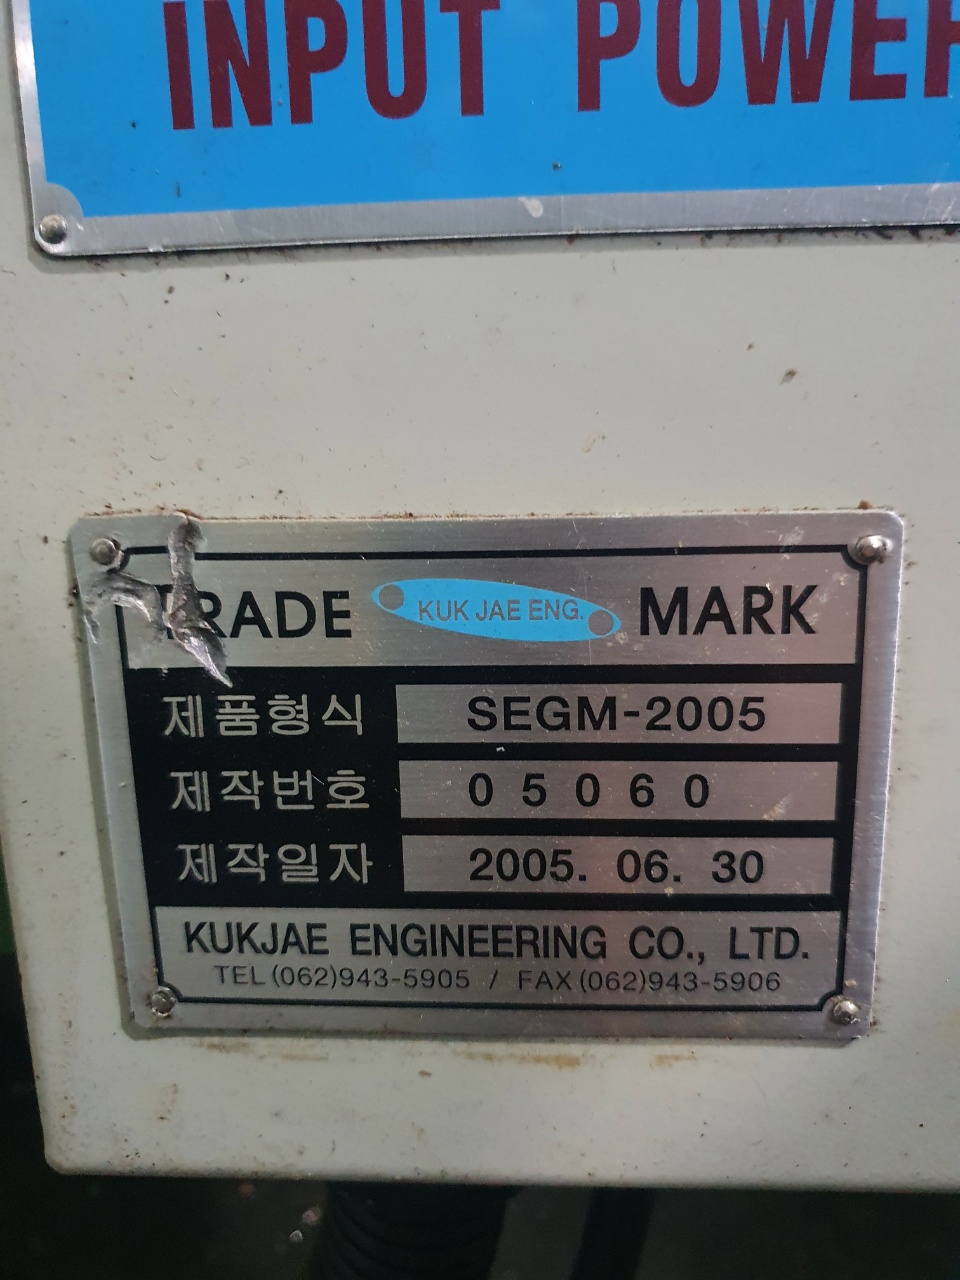 INPUT POWER
TRADE KUK JAE ENG. MARK
제품형식 SEGM-2005
제작번호 0 5 0 6 0
제작일자 2005. 06. 30
KUKJAE ENGINEERING CO., LTD.
TEL (062)943-5905 / FAX (062)943-5906